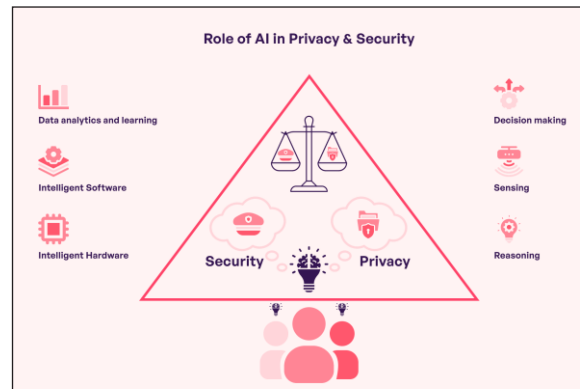 Role of AI in Privacy & Security
Data analytics and learning
Decision making
Intelligent Software
Sensing
Security
Privacy
Intelligent Hardware
Reasoning